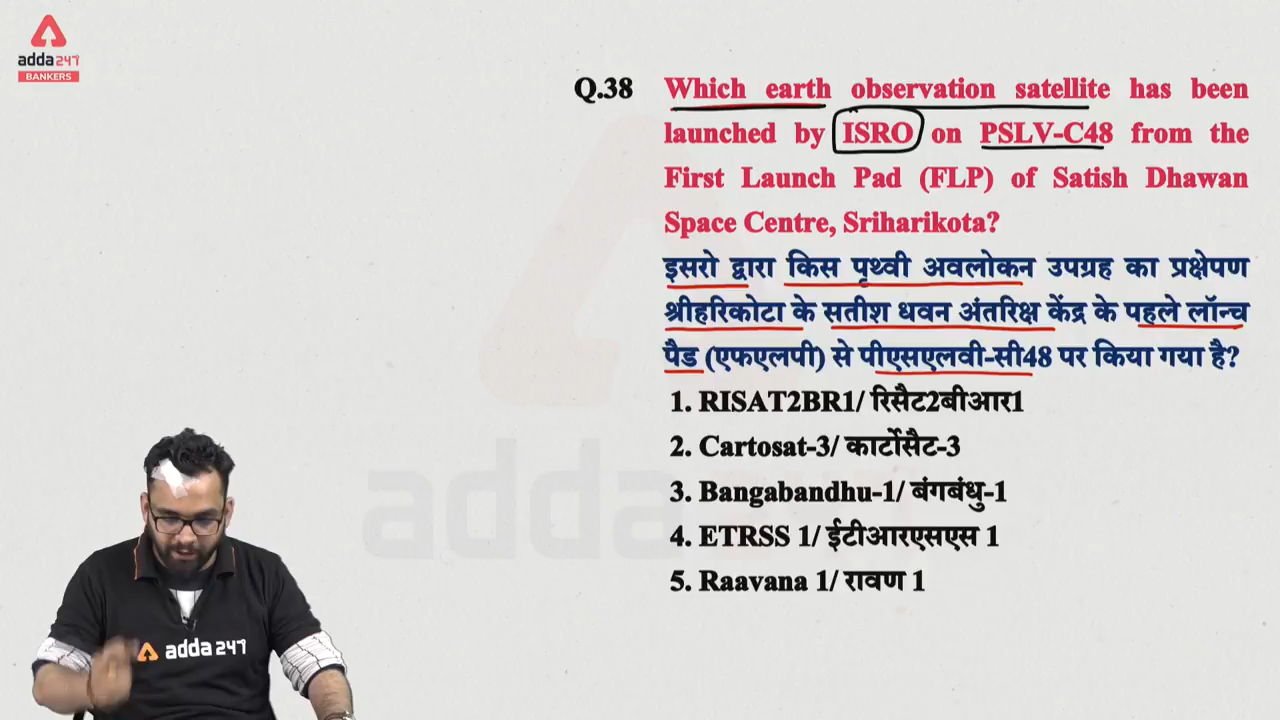 adda 247
BANKERS
Q.38 Which earth observation satellite has been
launched by ISRO on PSLV-C48 from the
First Launch Pad (FLP) of Satish Dhawan
Space Centre, Sriharikota?
इसरो द्वारा किस पृथ्वी अवलोकन उपग्रह का प्रक्षेपण
श्रीहरिकोटा के सतीश धवन अंतरिक्ष केंद्र के पहले लॉन्च
पैड (एफएलपी) से पीएसएलवी-सी48 पर किया गया है?
1. RISAT2BR1/ रिसैट2बीआर1
2. Cartosat-3/ कार्टोसैट-3
3. Bangabandhu-1/ बंगबंधु-1
4. ETRSS 1/ ईटीआरएसएस 1
5. Raavana 1/ रावण 1
adda
adda 247